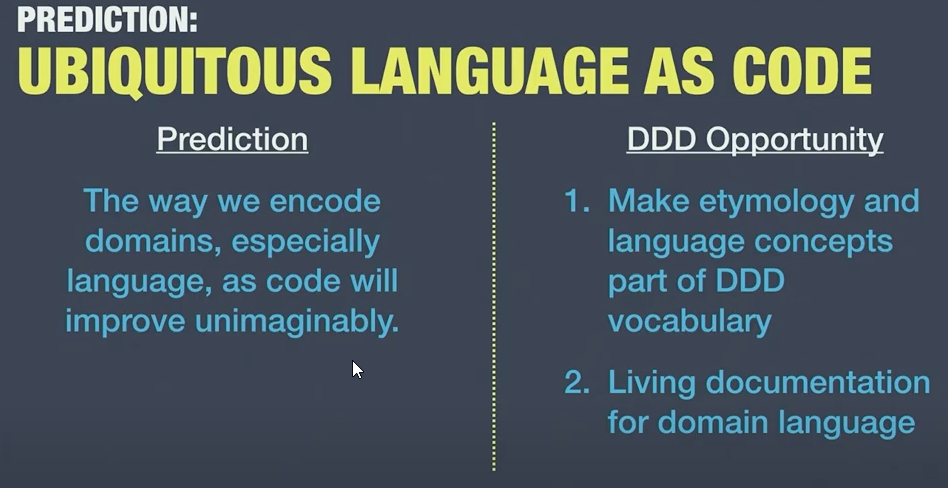 PREDICTION:
UBIQUITOUS LANGUAGE AS CODE
Prediction
The way we encode
domains, especially
language, as code will
improve unimaginably.
DDD Opportunity
1. Make etymology and
language concepts
part of DDD
vocabulary
2. Living documentation
for domain language